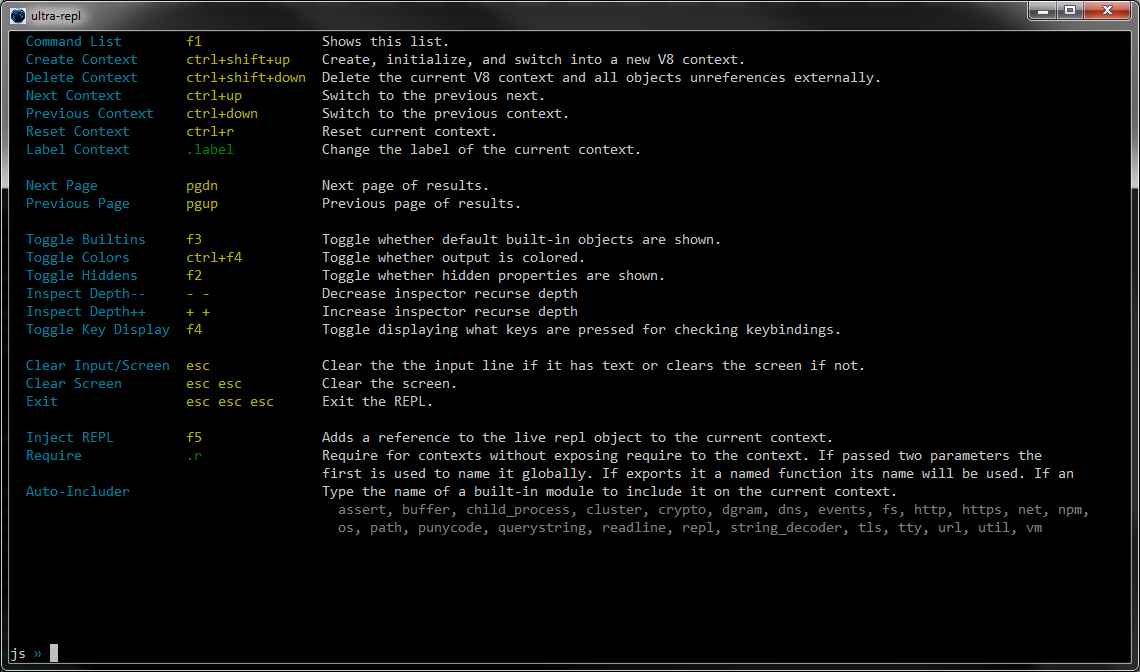 ultra-repl
Command List f1 Shows this list.
Create Context ctrl+shift+up Create, initialize, and switch into a new V8 context.
Delete Context ctrl+shift+down Delete the current V8 context and all objects unreferences externally.
Next Context ctrl+up Switch to the previous next.
Previous Context ctrl+down Switch to the previous context.
Reset Context ctrl+r Reset current context.
Label Context .label Change the label of the current context.
Next Page pgdn Next page of results.
Previous Page pgup Previous page of results.
Toggle Builtins f3 Toggle whether default built-in objects are shown.
Toggle Colors ctrl+f4 Toggle whether output is colored.
Toggle Hiddens f2 Toggle whether hidden properties are shown.
Inspect Depth-- - - Decrease inspector recurse depth
Inspect Depth++ + + Increase inspector recurse depth
Toggle Key Display f4 Toggle displaying what keys are pressed for checking keybindings.
Clear Input/Screen esc Clear the the input line if it has text or clears the screen if not.
Clear Screen esc esc Clear the screen.
Exit esc esc esc Exit the REPL.
Inject REPL f5 Adds a reference to the live repl object to the current context.
Require .r Require for contexts without exposing require to the context. If passed two parameters the
first is used to name it globally. If exports it a named function its name will be used. If an
Auto-Includer Type the name of a built-in module to include it on the current context.
assert, buffer, child_process, cluster, crypto, dgram, dns, events, fs, http, https, net, npm,
os, path, punycode, querystring, readline, repl, string_decoder, tls, tty, url, util, vm
js »